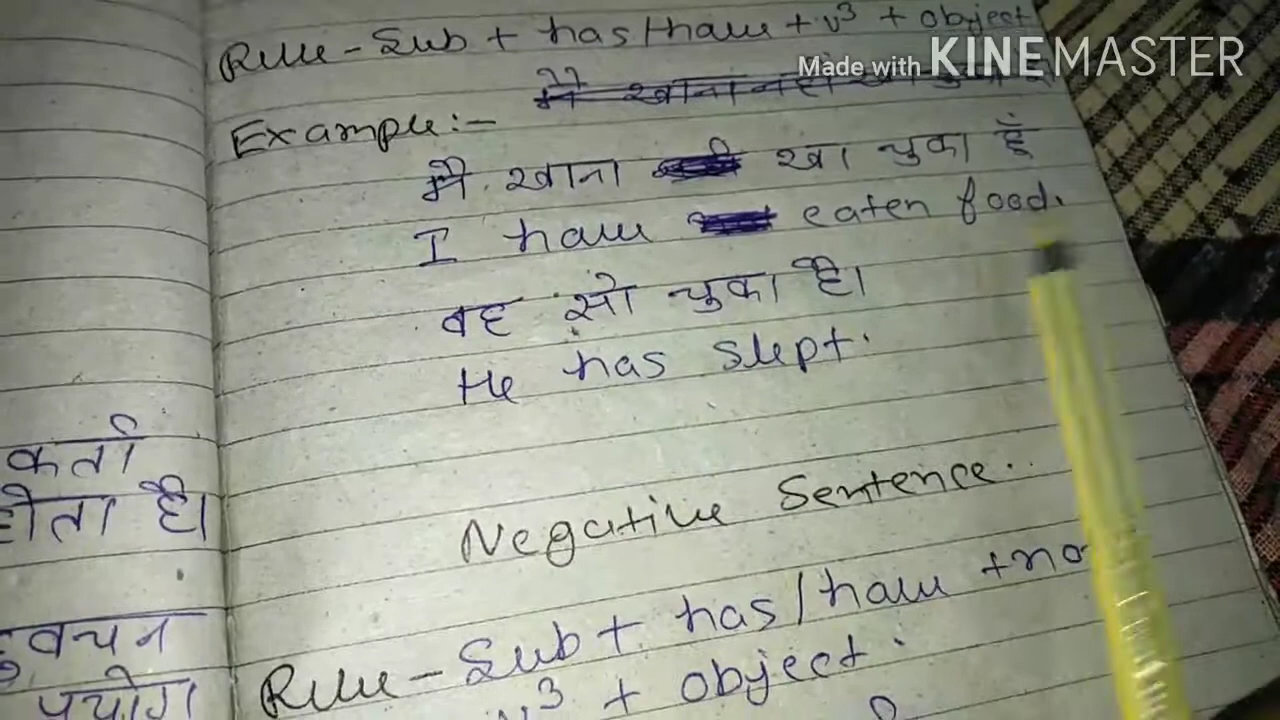 Rule - Sub + has/have + v³ + object
Made with KINEMASTER
Example:-
मैं खाना खा चुका हूँ
I have eaten food.
वह सो चुका है।
He has slept.
कर्ता
होता है।
Negative Sentence.
वचन
Rule - Sub + has/have +no
प्रयोग
v³ + object.